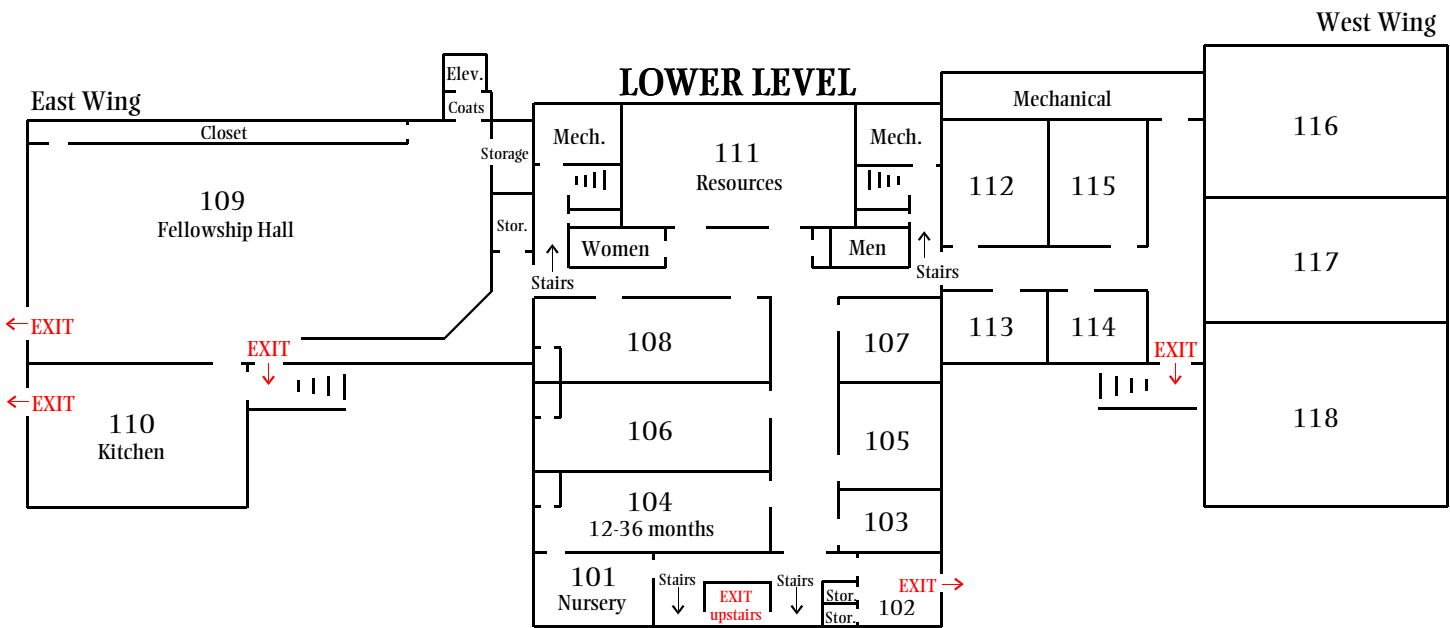 West Wing
LOWER LEVEL
East Wing
Elev.
Coats
Closet
Storage
Mech.
111
Resources
Mech.
Mechanical
116
109
Fellowship Hall
112
115
Stor.
Women
Men
117
Stairs
Stairs
EXIT
EXIT
108
107
113
114
EXIT
EXIT
110
Kitchen
106
105
118
104
12-36 months
103
101
Nursery
Stairs
EXIT
upstairs
Stairs
Stor.
Stor.
102
EXIT